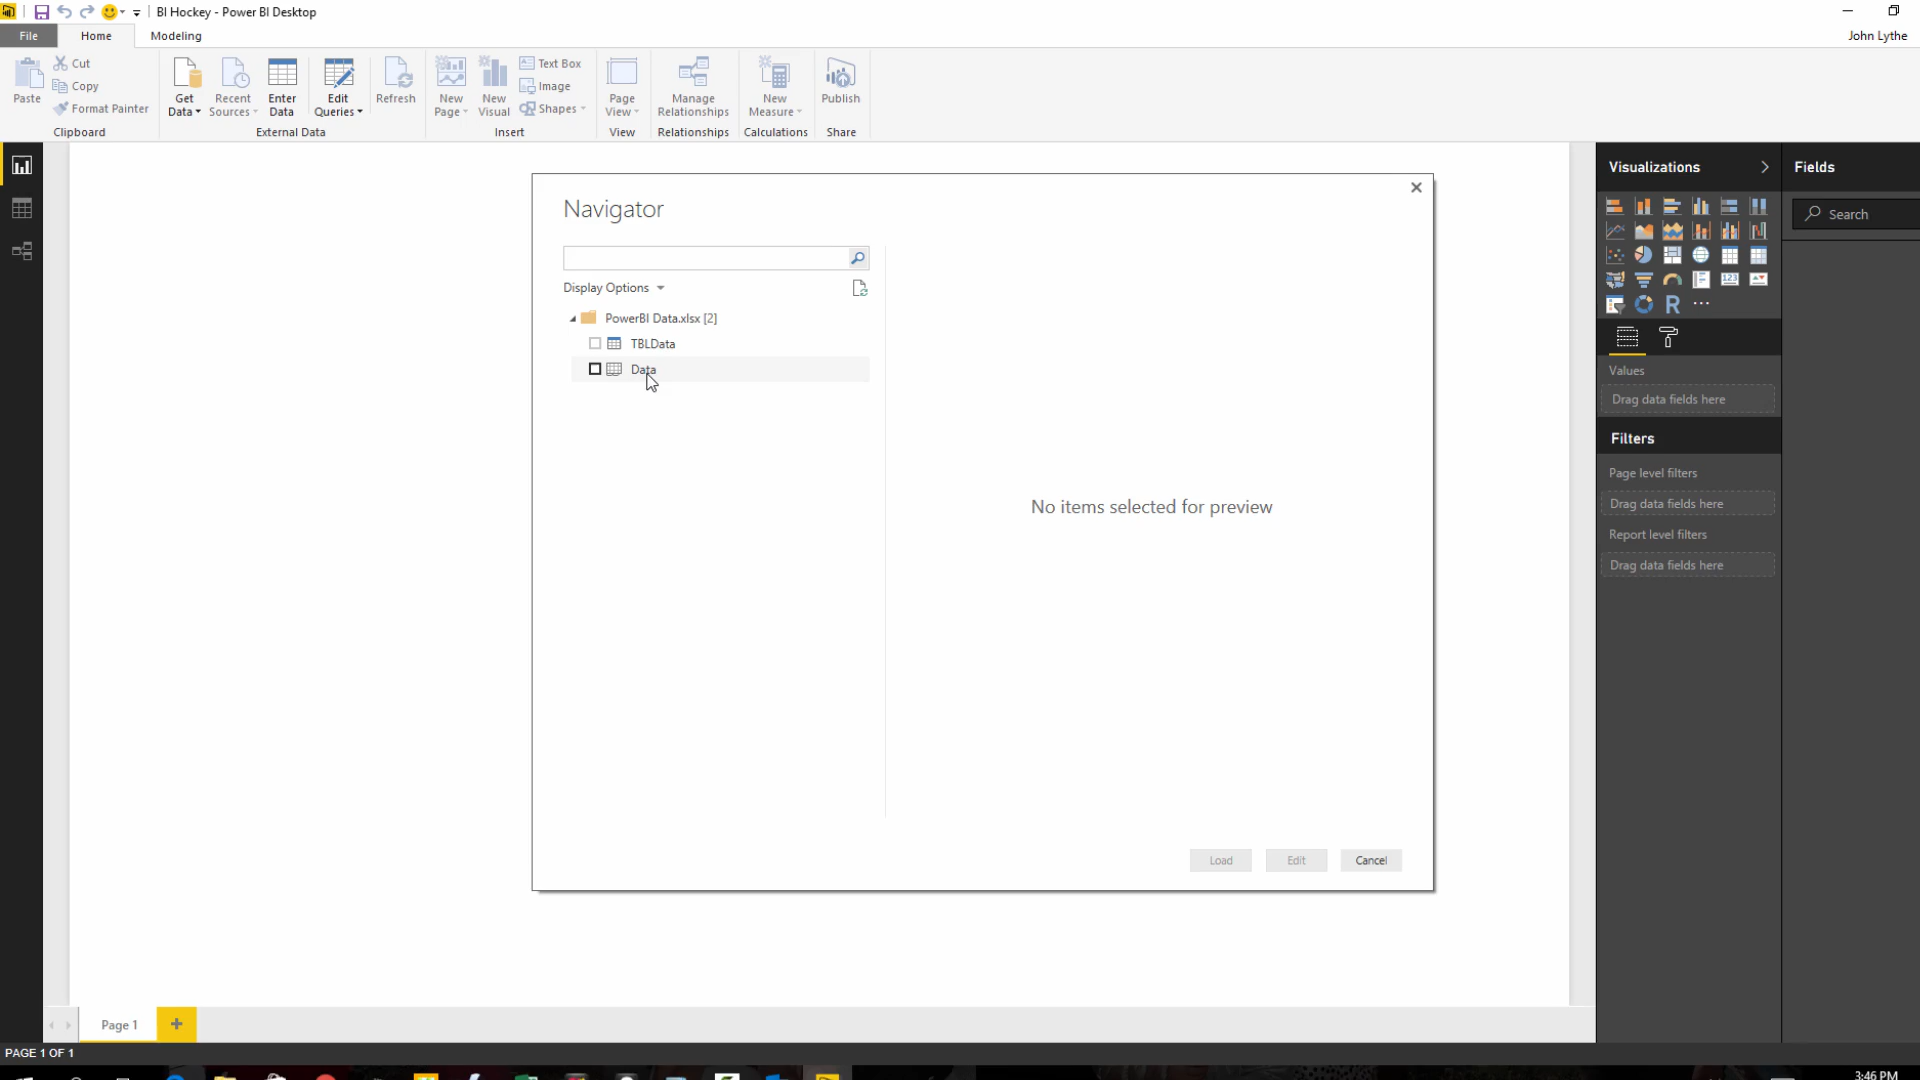 BI Hockey - Power BI Desktop
File
Home
Modeling
John Lythe
Paste
Cut
Copy
Format Painter
Clipboard
Get Data
Recent Sources
Enter Data
Edit Queries
Refresh
External Data
New Page
New Visual
Text Box
Image
Shapes
Insert
Page View
View
Manage Relationships
Relationships
New Measure
Calculations
Publish
Share
Navigator
Display Options
PowerBI Data.xlsx [2]
TBLData
Data
No items selected for preview
Load
Edit
Cancel
Visualizations
Values
Drag data fields here
Filters
Page level filters
Drag data fields here
Report level filters
Drag data fields here
Fields
Search
Page 1
PAGE 1 OF 1
3:46 PM